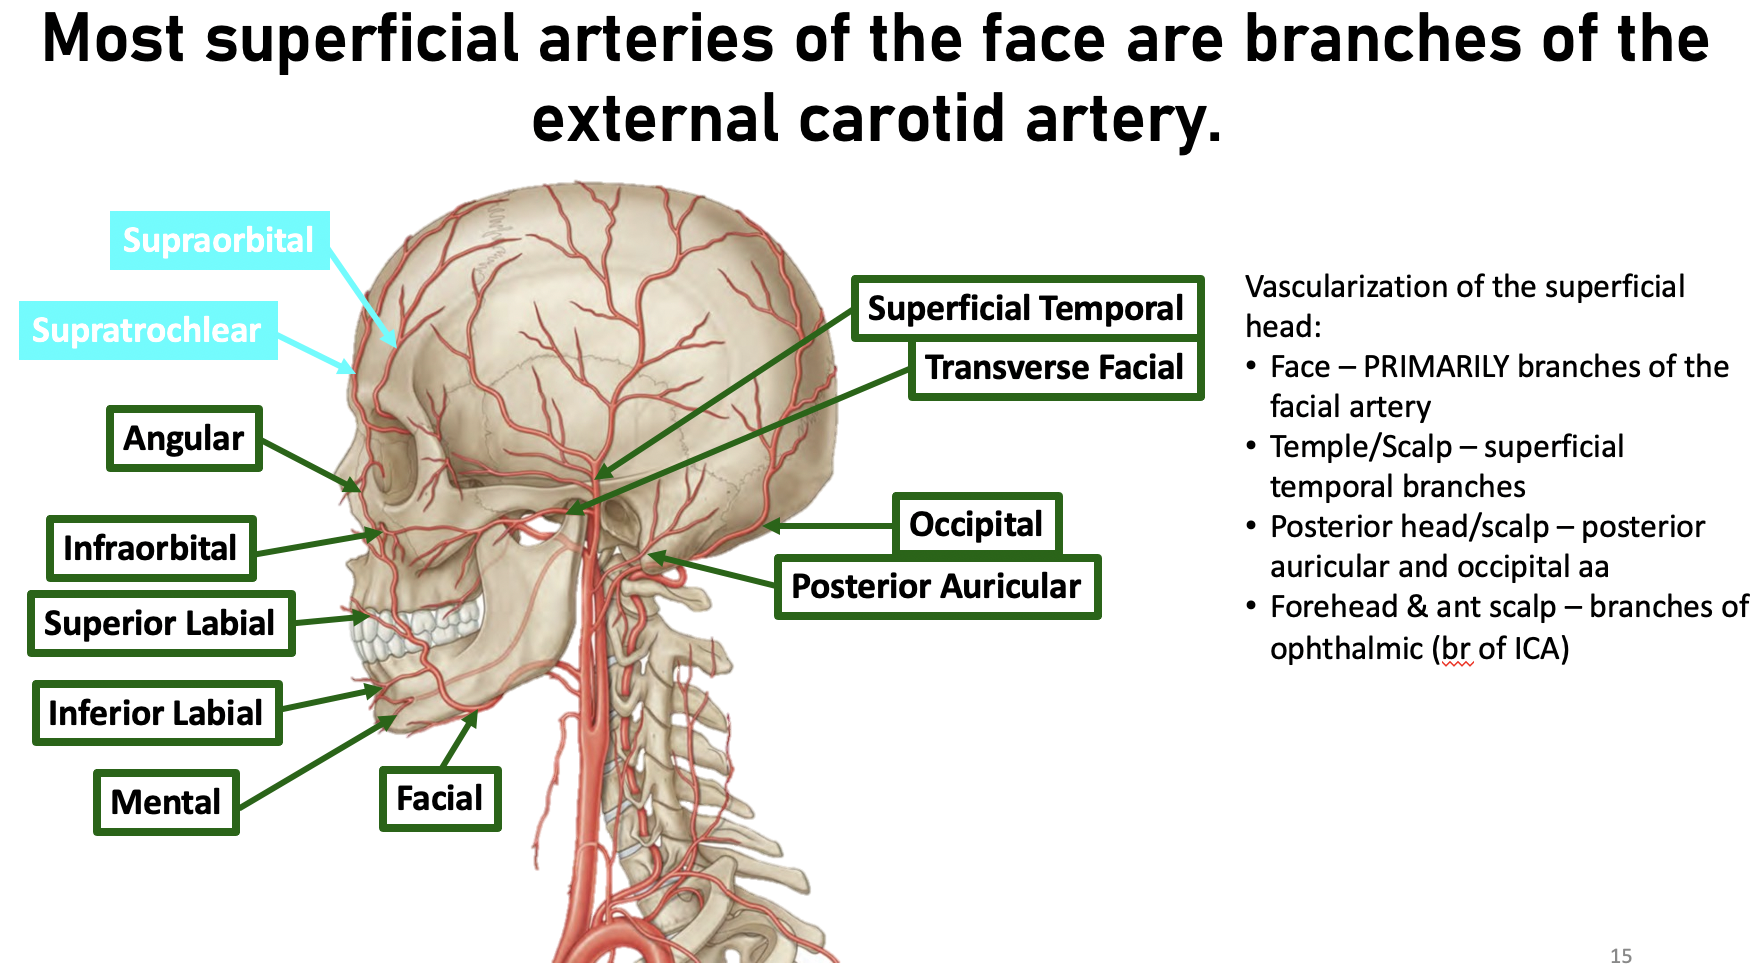 Most superficial arteries of the face are branches of the
external carotid artery.
Supraorbital
Supratrochlear
Angular
Infraorbital
Superior Labial
Inferior Labial
Mental
Facial
Superficial Temporal
Transverse Facial
Occipital
Posterior Auricular
Vascularization of the superficial
head:
• Face – PRIMARILY branches of the
facial artery
• Temple/Scalp – superficial
temporal branches
• Posterior head/scalp – posterior
auricular and occipital aa
• Forehead & ant scalp – branches of
ophthalmic (br of ICA)
15